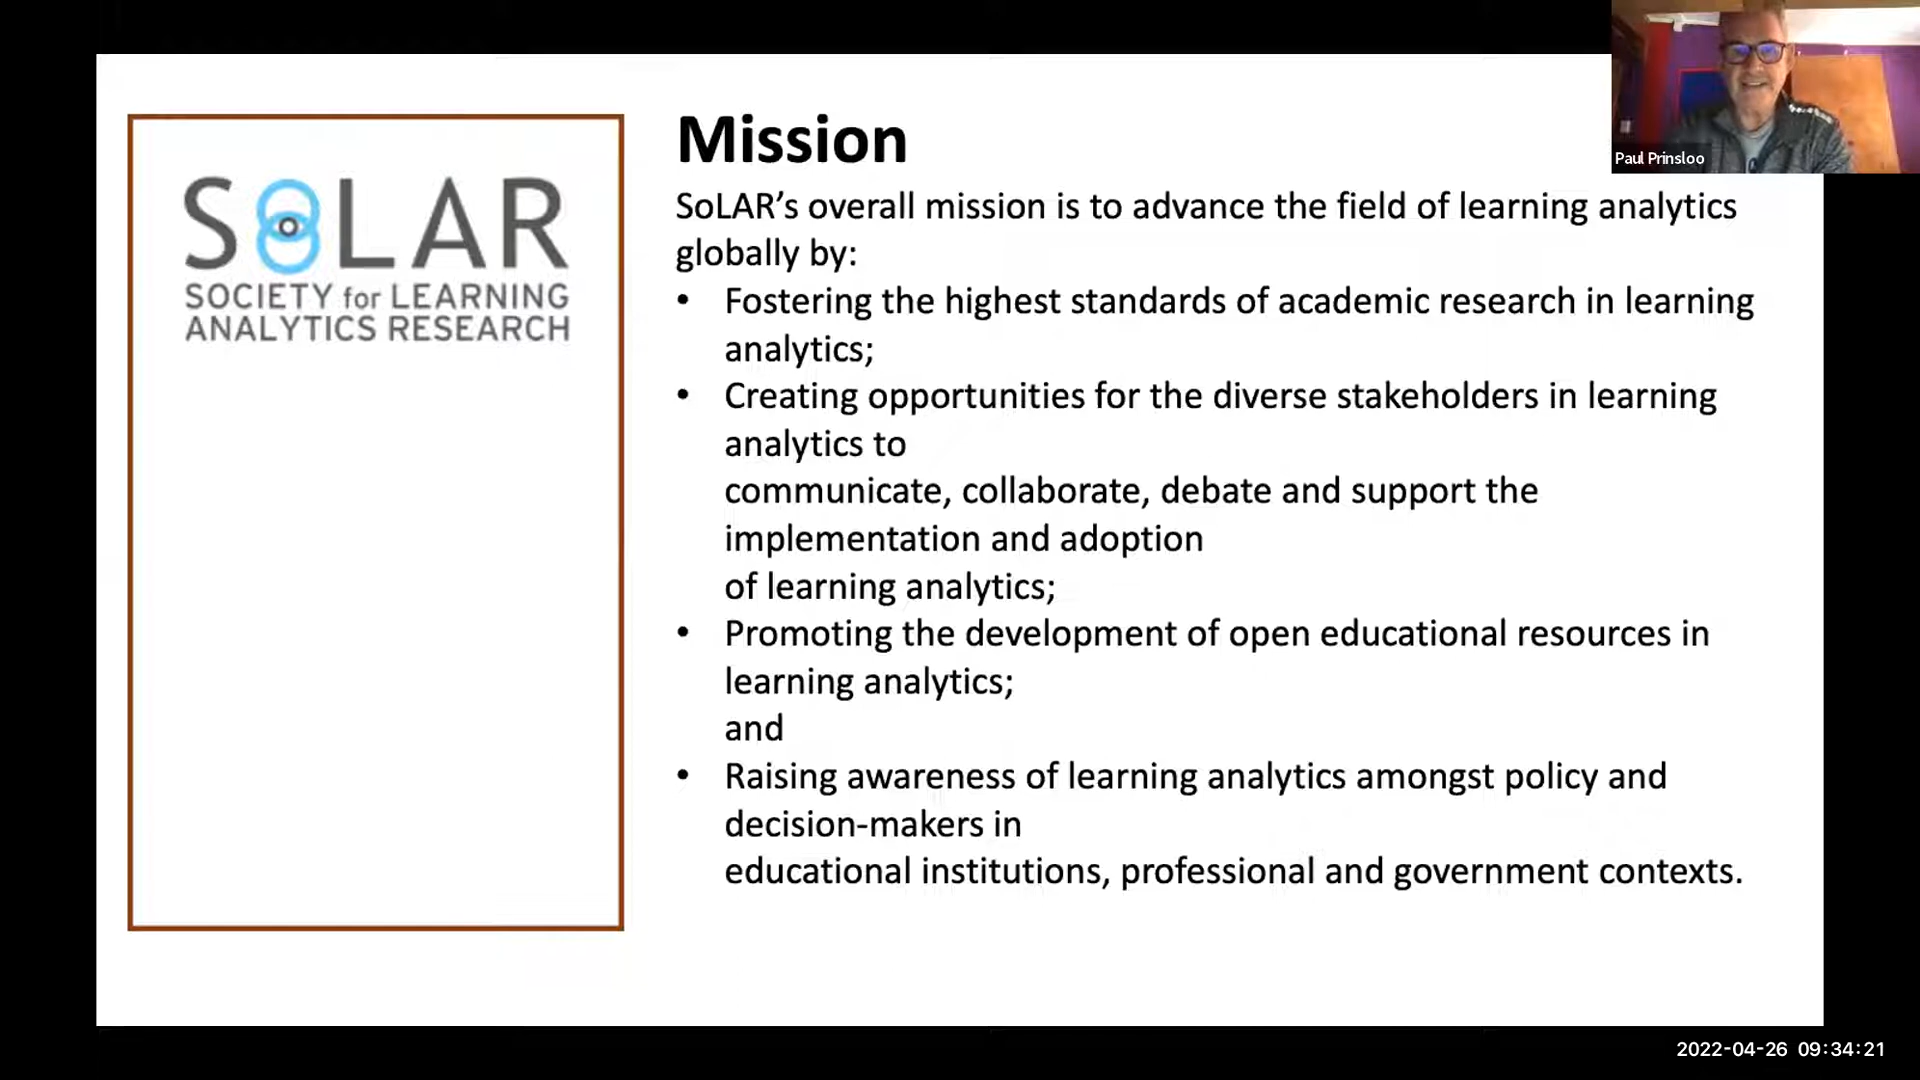 Paul Prinsloo
SoLAR
SOCIETY for LEARNING
ANALYTICS RESEARCH
Mission
SoLAR’s overall mission is to advance the field of learning analytics
globally by:
• Fostering the highest standards of academic research in learning
analytics;
• Creating opportunities for the diverse stakeholders in learning
analytics to
communicate, collaborate, debate and support the
implementation and adoption
of learning analytics;
• Promoting the development of open educational resources in
learning analytics;
and
• Raising awareness of learning analytics amongst policy and
decision-makers in
educational institutions, professional and government contexts.
2022-04-26 09:34:21